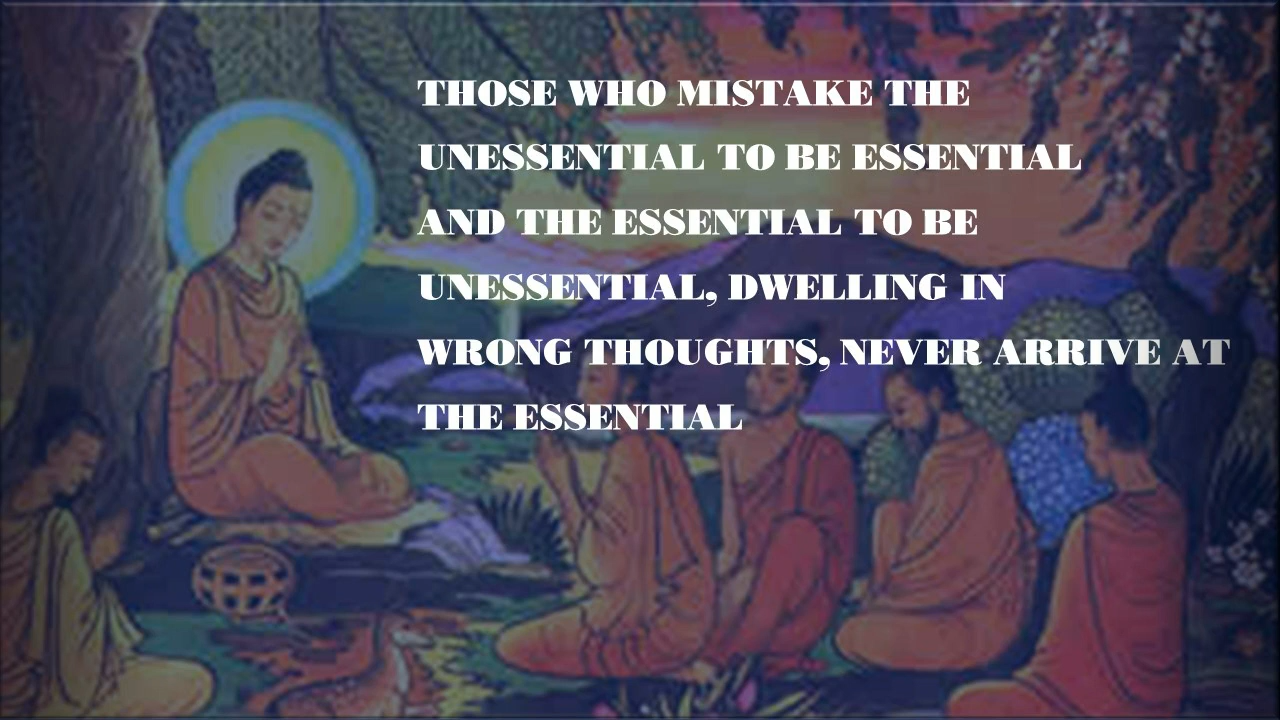 THOSE WHO MISTAKE THE
UNESSENTIAL TO BE ESSENTIAL
AND THE ESSENTIAL TO BE
UNESSENTIAL, DWELLING IN
WRONG THOUGHTS, NEVER ARRIVE AT
THE ESSENTIAL